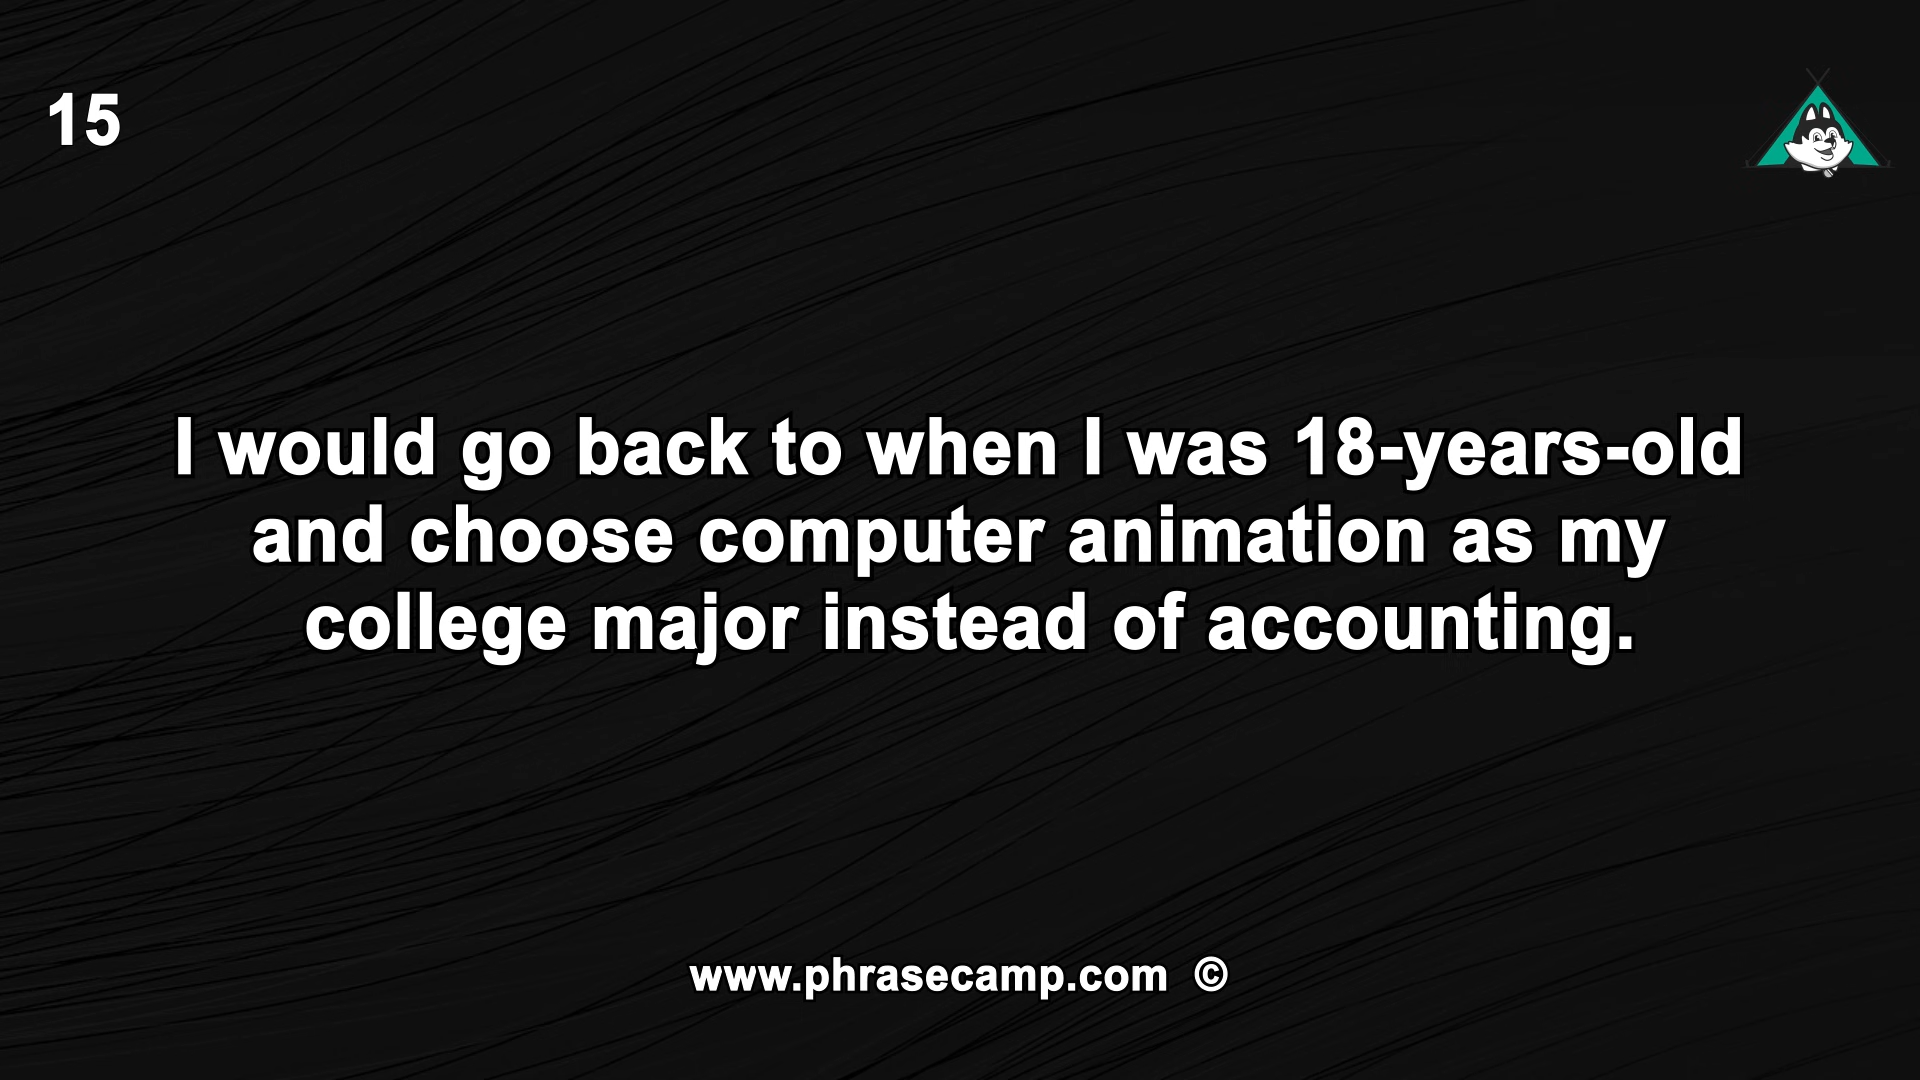 15
I would go back to when I was 18-years-old
and choose computer animation as my
college major instead of accounting.
www.phrasecamp.com ©